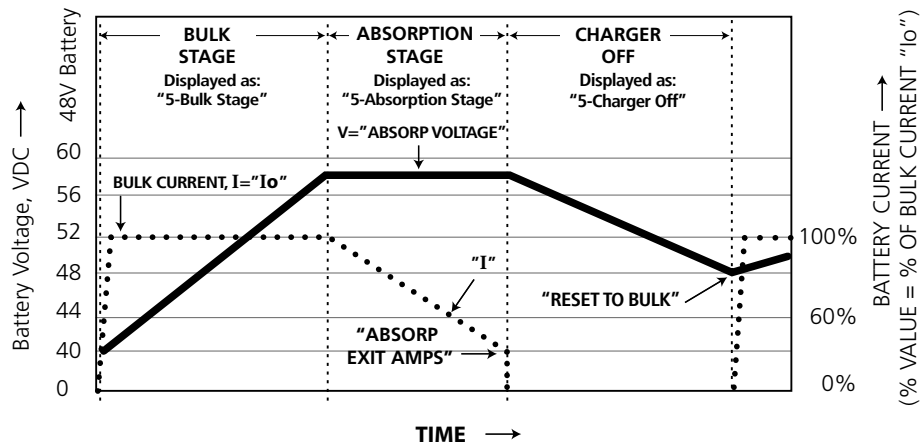 BULK
STAGE
Displayed as:
“5-Bulk Stage”
ABSORPTION
STAGE
Displayed as:
“5-Absorption Stage”
CHARGER
OFF
Displayed as:
“5-Charger Off”
V=”ABSORP VOLTAGE”
48V Battery
Battery Voltage, VDC
60
56
52
48
44
40
0
BULK CURRENT, I=”Io”
”I”
“ABSORP
EXIT AMPS”
“RESET TO BULK”
100%
60%
0%
BATTERY CURRENT
(% VALUE = % OF BULK CURRENT “Io”)
TIME